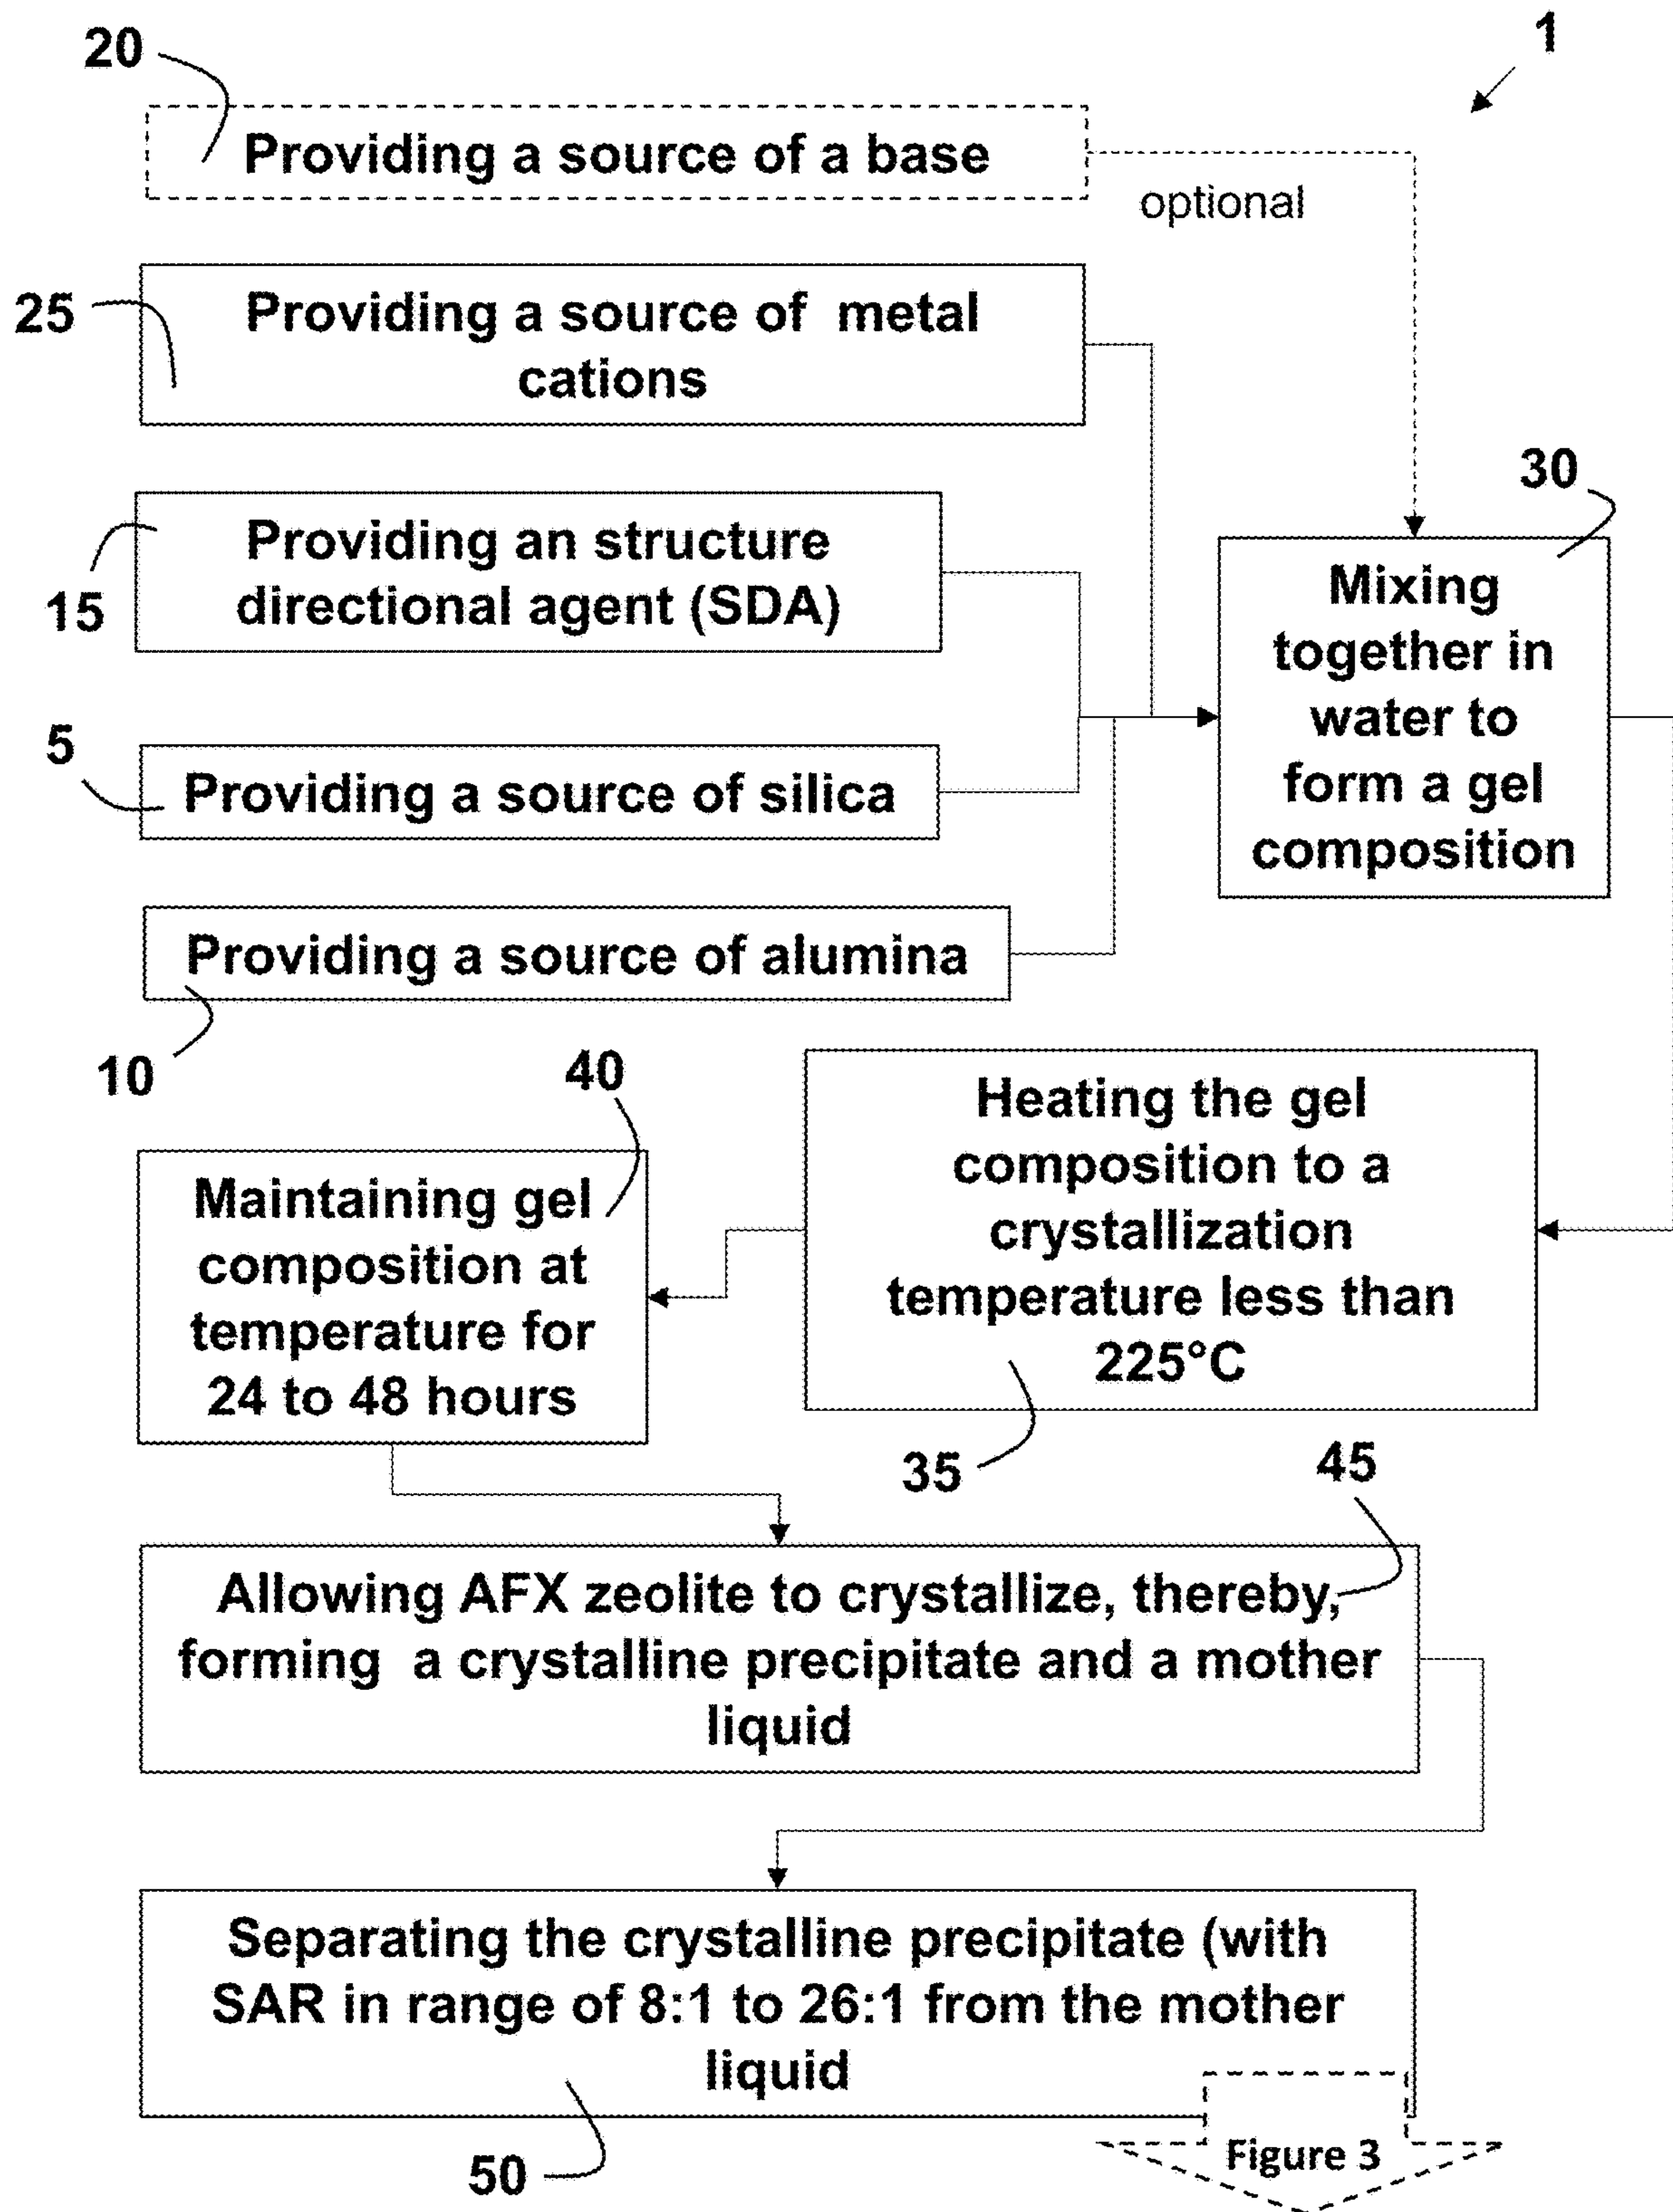 20
1
Providing a source of a base
optional
25
Providing a source of metal
cations
30
15
Providing an structure
directional agent (SDA)
Mixing
together in
water to
form a gel
composition
5
Providing a source of silica
Providing a source of alumina
10
40
Heating the gel
composition to a
crystallization
temperature less than
225°C
Maintaining gel
composition at
temperature for
24 to 48 hours
35
45
Allowing AFX zeolite to crystallize, thereby,
forming a crystalline precipitate and a mother
liquid
Separating the crystalline precipitate (with
SAR in range of 8:1 to 26:1 from the mother
liquid
50
Figure 3